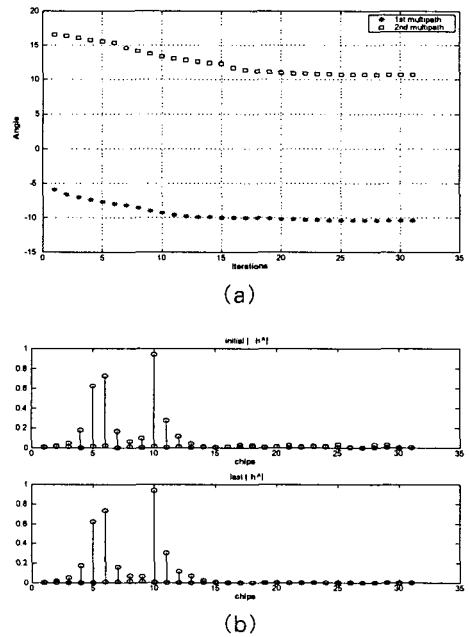 1st multipath
2nd multipath
20
15
10
5
0
-5
-10
-15
Angle
0 5 10 15 20 25 30 35
Iterations
(a)
initial | h^|
1
0.8
0.6
0.4
0.2
0
0 5 10 15 20 25 30 35
chips
last | h^|
1
0.8
0.6
0.4
0.2
0
0 5 10 15 20 25 30 35
chips
(b)